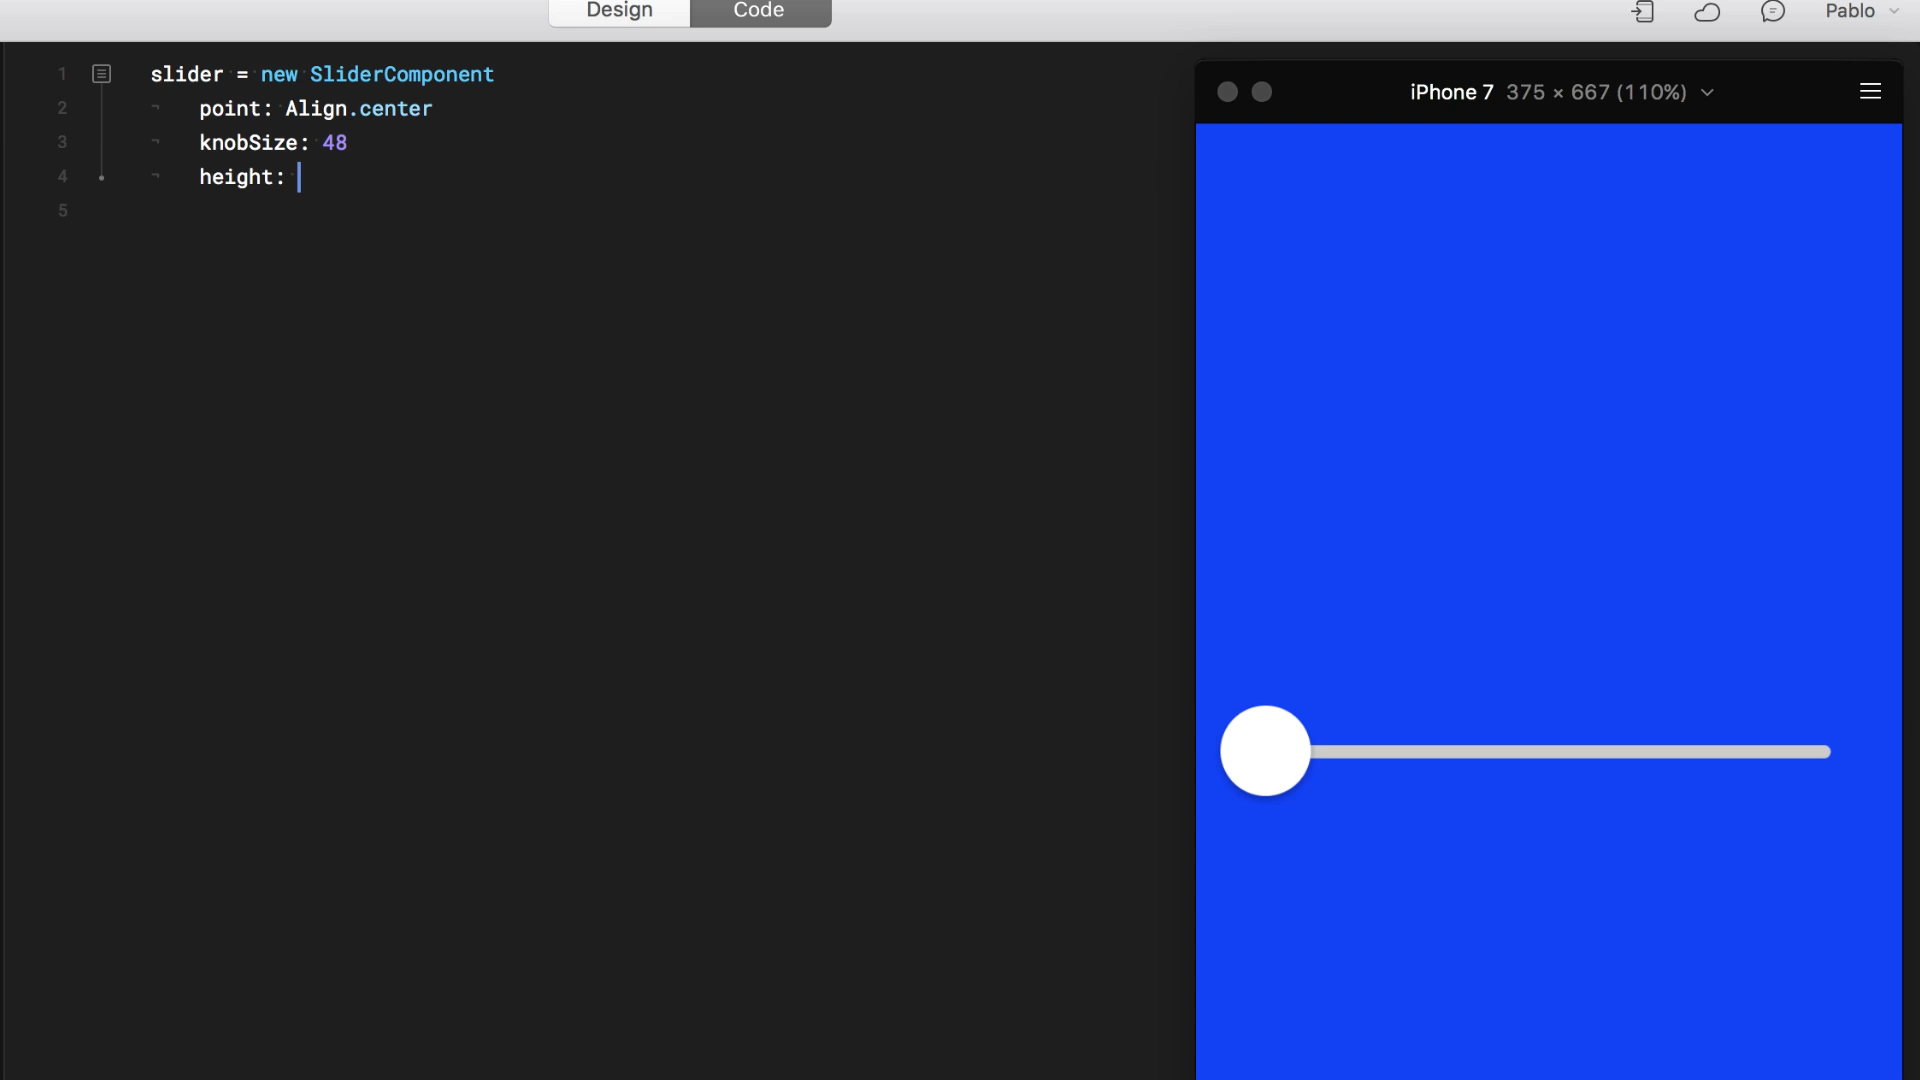 Design Code Pablo
1 slider = new SliderComponent
2 point: Align.center
3 knobSize: 48
4 height:
5
iPhone 7 375 × 667 (110%)